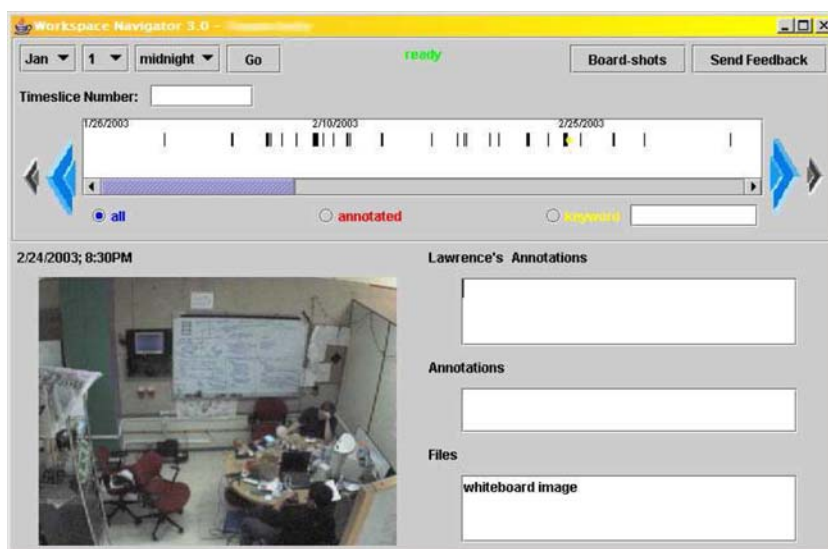 Workspace Navigator 3.0 -
Jan 1 midnight Go ready Board-shots Send Feedback
Timeslice Number:
1/26/2003 2/10/2003 2/25/2003
all annotated keyword
2/24/2003; 8:30PM Lawrence's Annotations
Annotations
Files
whiteboard image